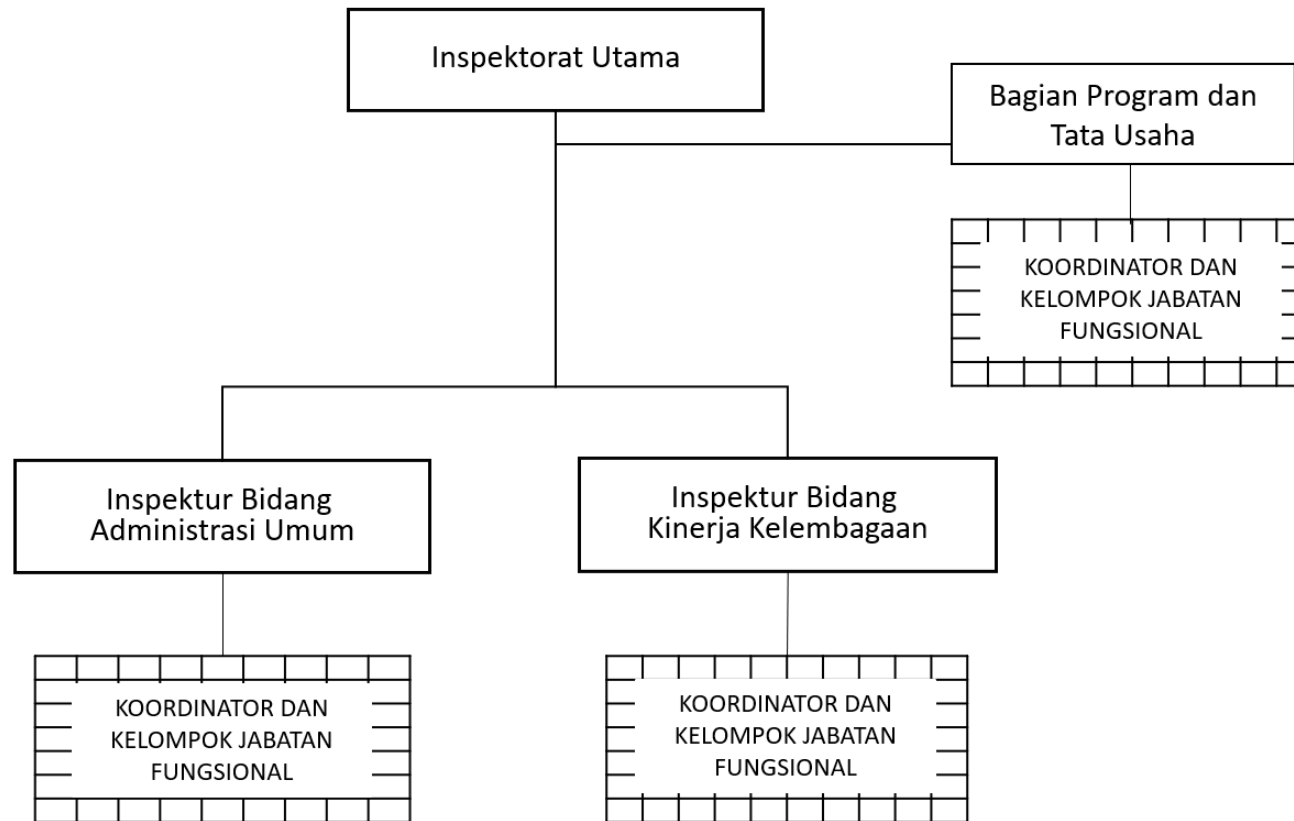 Inspektorat Utama
Bagian Program dan
Tata Usaha
KOORDINATOR DAN
KELOMPOK JABATAN
FUNGSIONAL
Inspektur Bidang
Administrasi Umum
Inspektur Bidang
Kinerja Kelembagaan
KOORDINATOR DAN
KELOMPOK JABATAN
FUNGSIONAL
KOORDINATOR DAN
KELOMPOK JABATAN
FUNGSIONAL